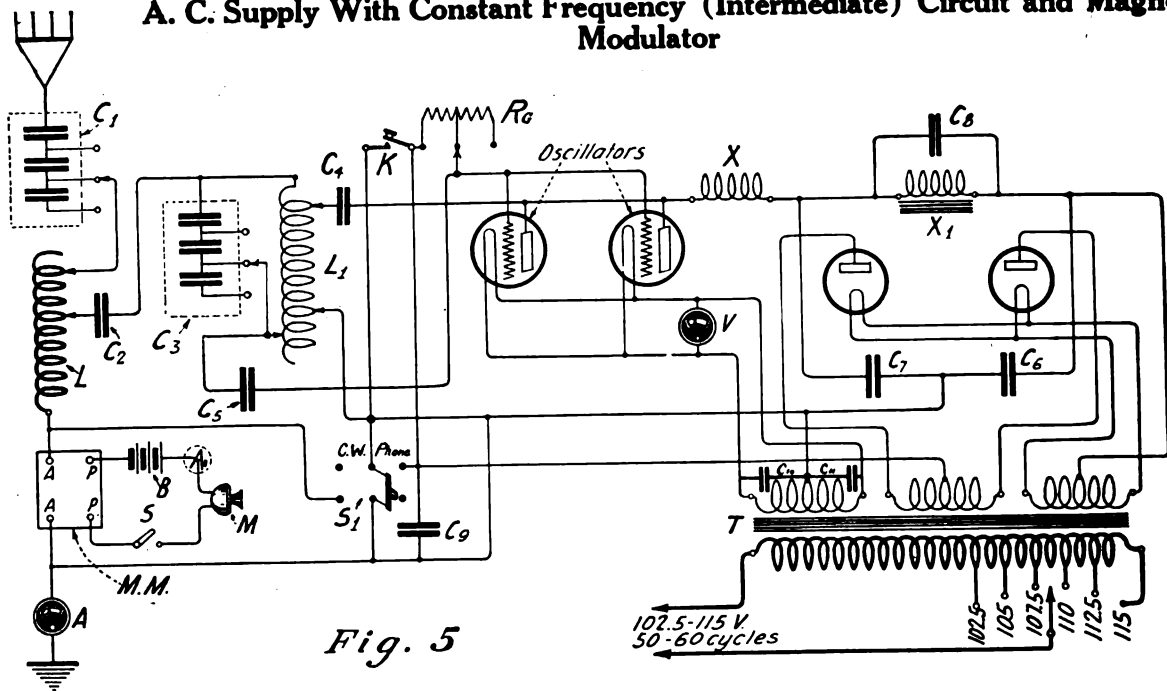 A. C. Supply With Constant Frequency (Intermediate) Circuit and Magn
Modulator
C1
C2
C3
C4
C5
L
L1
K
RG
Oscillators
X
C8
X1
V
C7
C6
C.W. Phone
S1
C9
A
P
A
P
B
A
S
M
M.M.
A
C10
C11
T
Fig. 5
102.5-115 V.
50-60 cycles
102.5
105
107.5
110
112.5
115